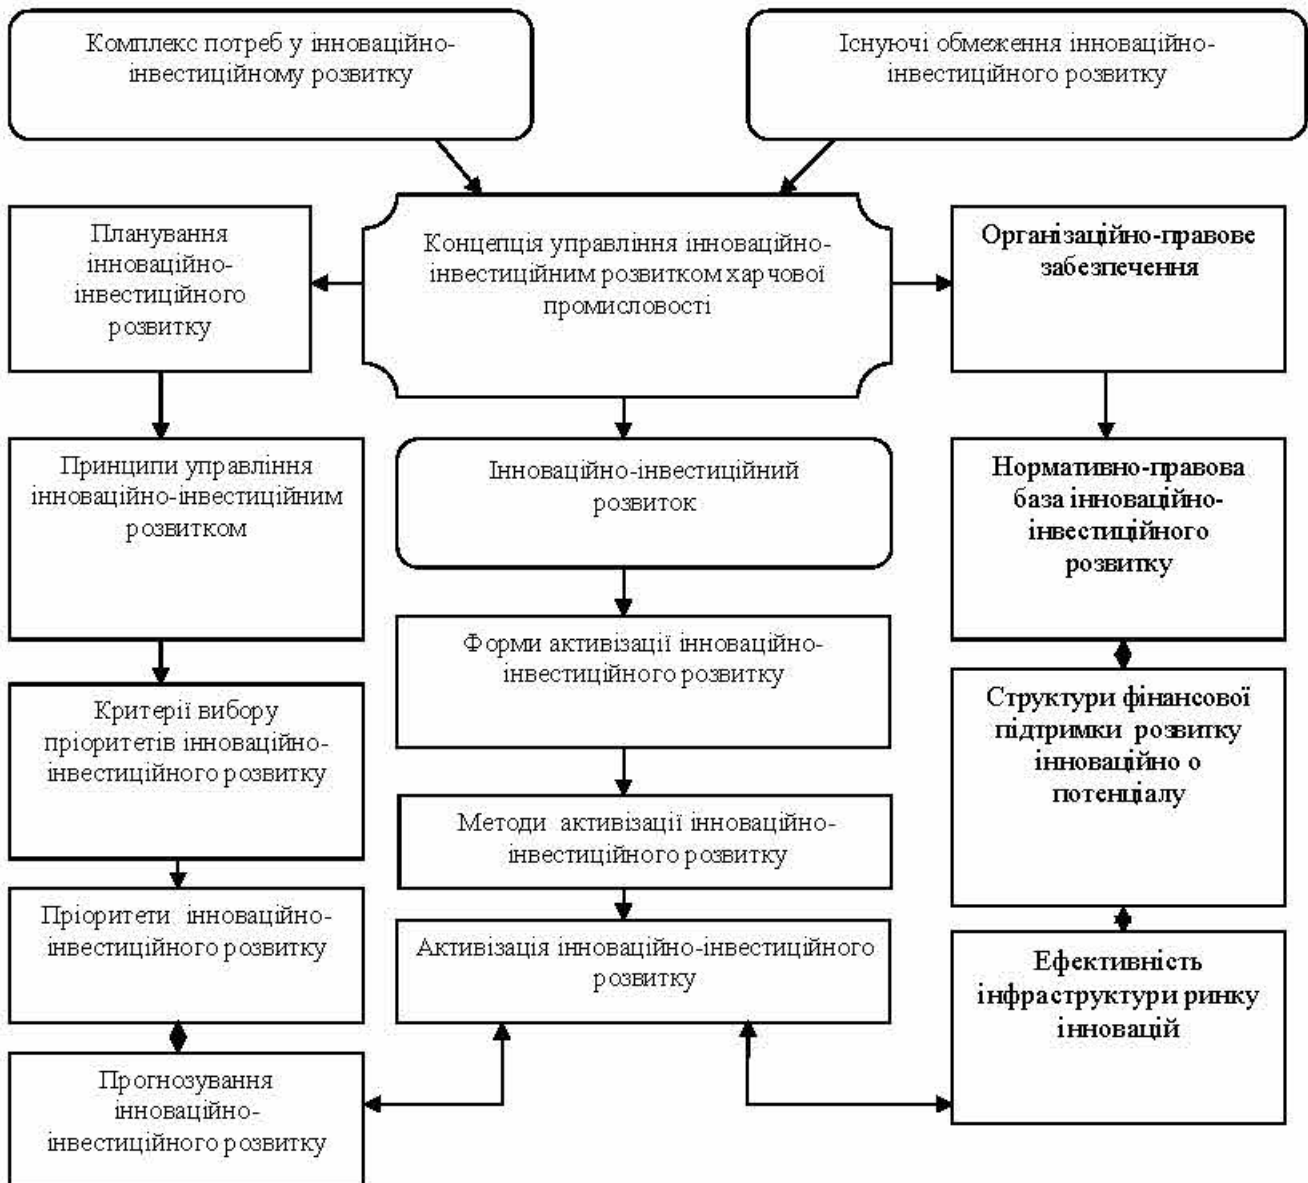 Комплекс потреб у інноваційно-
інвестиційному розвитку
Існуючі обмеження інноваційно-
інвестиційного розвитку
Концепція управління інноваційно-
інвестиційним розвитком харчової
промисловості
Планування
інноваційно-
інвестиційного
розвитку
Принципи управління
інноваційно-інвестиційним
розвитком
Критерії вибору
пріоритетів інноваційно-
інвестиційного розвитку
Пріоритети інноваційно-
інвестиційного розвитку
Прогнозування
інноваційно-
інвестиційного розвитку
Інноваційно-інвестиційний
розвиток
Форми активізації інноваційно-
інвестиційного розвитку
Методи активізації інноваційно-
інвестиційного розвитку
Активізація інноваційно-інвестиційного
розвитку
Організаційно-правове
забезпечення
Нормативно-правова
база інноваційно-
інвестиційного
розвитку
Структури фінансової
підтримки розвитку
інноваційно о
потенціалу
Ефективність
інфраструктури ринку
інновацій